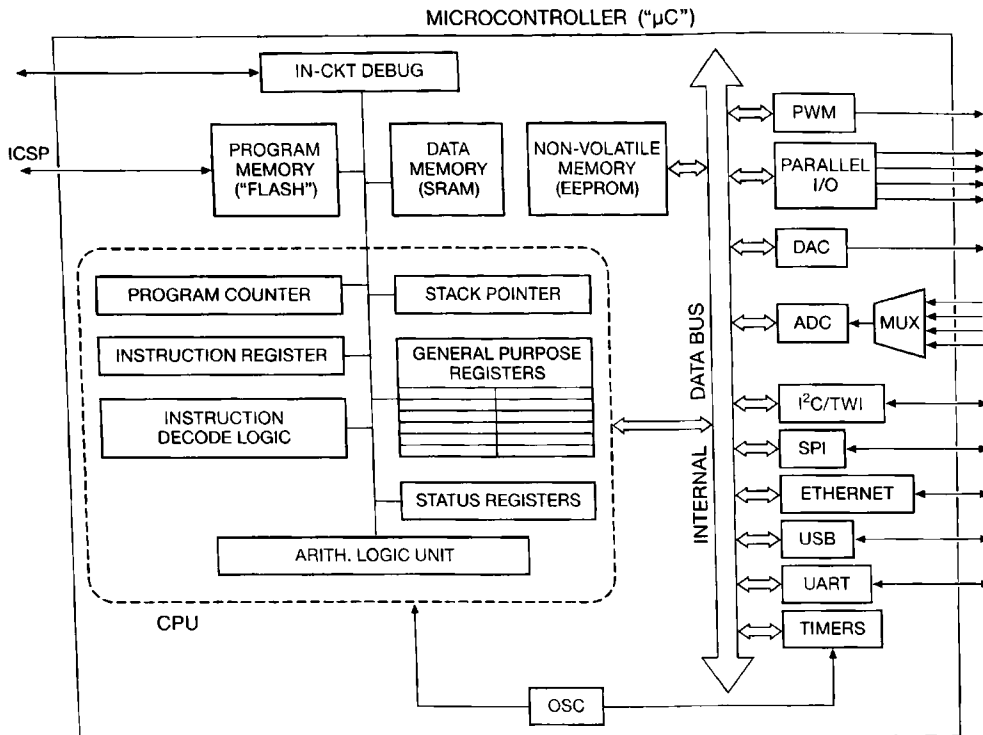 MICROCONTROLLER ("μC")
IN-CKT DEBUG
ICSP
PROGRAM
MEMORY
("FLASH")
DATA
MEMORY
(SRAM)
NON-VOLATILE
MEMORY
(EEPROM)
PROGRAM COUNTER
STACK POINTER
INSTRUCTION REGISTER
GENERAL PURPOSE
REGISTERS
INSTRUCTION
DECODE LOGIC
STATUS REGISTERS
ARITH. LOGIC UNIT
CPU
OSC
INTERNAL DATA BUS
PWM
PARALLEL
I/O
DAC
ADC
MUX
I²C/TWI
SPI
ETHERNET
USB
UART
TIMERS